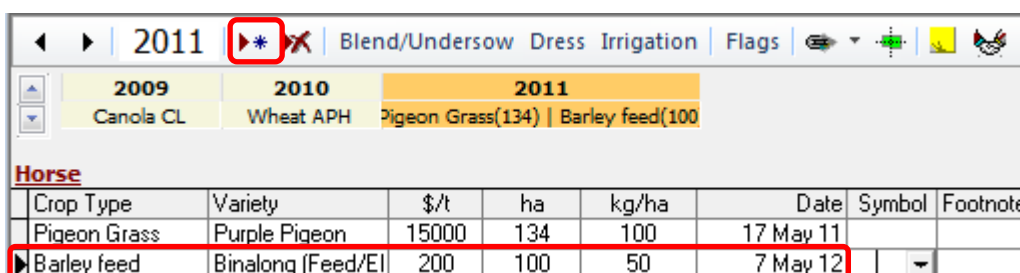 2011 Blend/Undersow Dress Irrigation Flags
2009 2010 2011
Canola CL Wheat APH Pigeon Grass(134) | Barley feed(100
Horse
Crop Type Variety $/t ha kg/ha Date Symbol Footnote
Pigeon Grass Purple Pigeon 15000 134 100 17 May 11
Barley feed Binalong (Feed/El 200 100 50 7 May 12